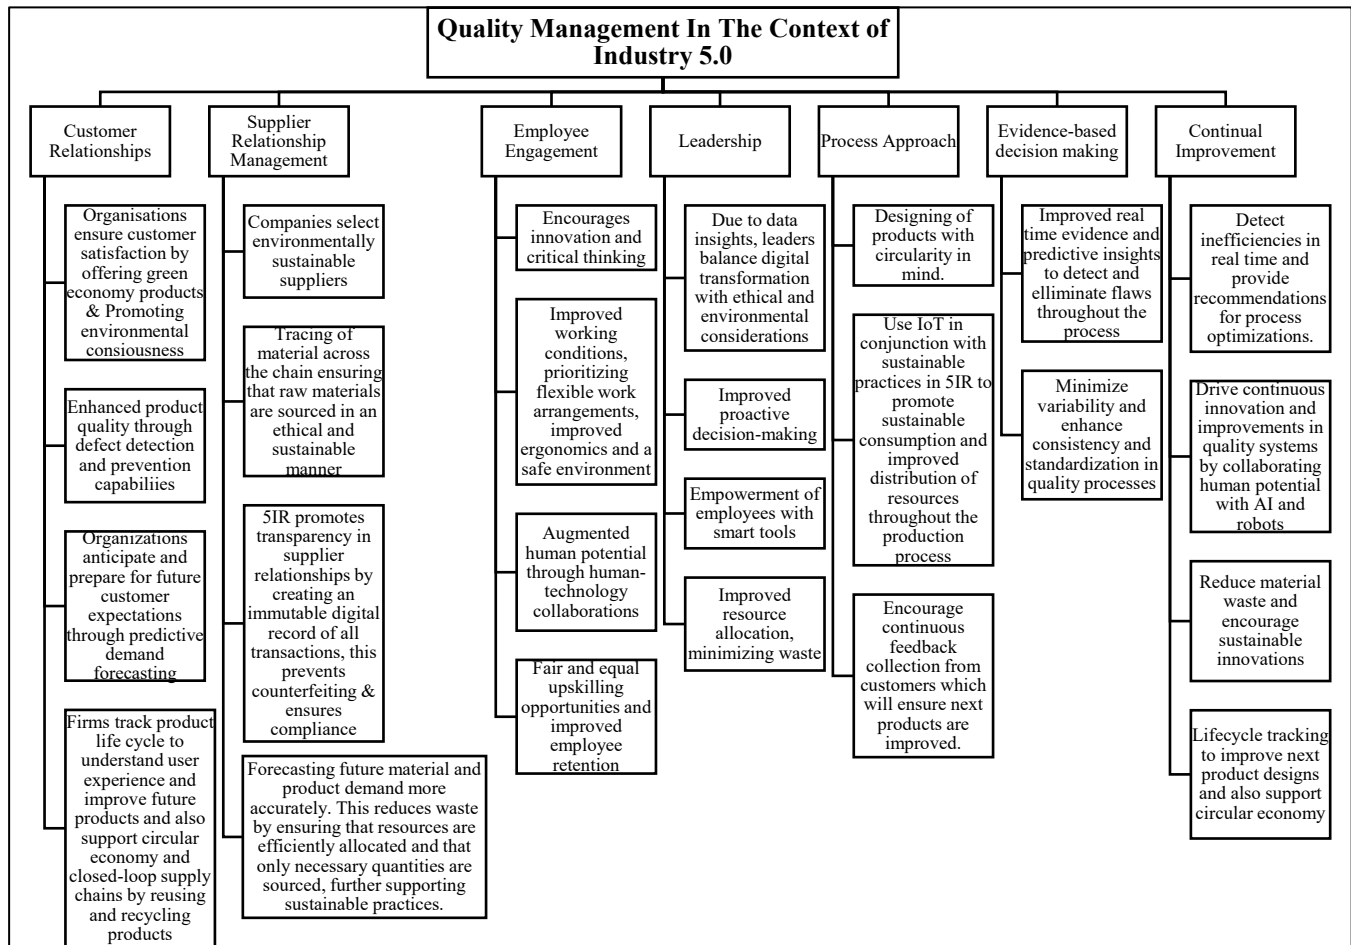 Quality Management In The Context of
Industry 5.0
Customer
Relationships
Organisations
ensure customer
satisfaction by
offering green
economy products
& Promoting
environmental
consiousness
Enhanced product
quality through
defect detection
and prevention
capabiliies
Organizations
anticipate and
prepare for future
customer
expectations
through predictive
demand
forecasting
Firms track product
life cycle to
understand user
experience and
improve future
products and also
support circular
economy and
closed-loop supply
chains by reusing
and recycling
products
Supplier
Relationship
Management
Companies select
environmentally
sustainable
suppliers
Tracing of
material across
the chain ensuring
that raw materials
are sourced in an
ethical and
sustainable
manner
5IR promotes
transparency in
supplier
relationships by
creating an
immutable digital
record of all
transactions, this
prevents
counterfeiting &
ensures
compliance
Forecasting future material and
product demand more
accurately. This reduces waste
by ensuring that resources are
efficiently allocated and that
only necessary quantities are
sourced, further supporting
sustainable practices.
Employee
Engagement
Encourages
innovation and
critical thinking
Improved
working
conditions,
prioritizing
flexible work
arrangements,
improved
ergonomics and a
safe environment
Augmented
human potential
through human-
technology
collaborations
Fair and equal
upskilling
opportunities and
improved
employee
retention
Leadership
Due to data
insights, leaders
balance digital
transformation
with ethical and
environmental
considerations
Improved
proactive
decision-making
Empowerment of
employees with
smart tools
Improved
resource
allocation,
minimizing waste
Process Approach
Designing of
products with
circularity in
mind.
Use IoT in
conjunction with
sustainable
practices in 5IR to
promote
sustainable
consumption and
improved
distribution of
resources
throughout the
production
process
Encourage
continuous
feedback
collection from
customers which
will ensure next
products are
improved.
Evidence-based
decision making
Improved real
time evidence and
predictive insights
to detect and
elliminate flaws
throughout the
process
Minimize
variability and
enhance
consistency and
standardization in
quality processes
Continual
Improvement
Detect
inefficiencies in
real time and
provide
recommendations
for process
optimizations.
Drive continuous
innovation and
improvements in
quality systems
by collaborating
human potential
with AI and
robots
Reduce material
waste and
encourage
sustainable
innovations
Lifecycle tracking
to improve next
product designs
and also support
circular economy